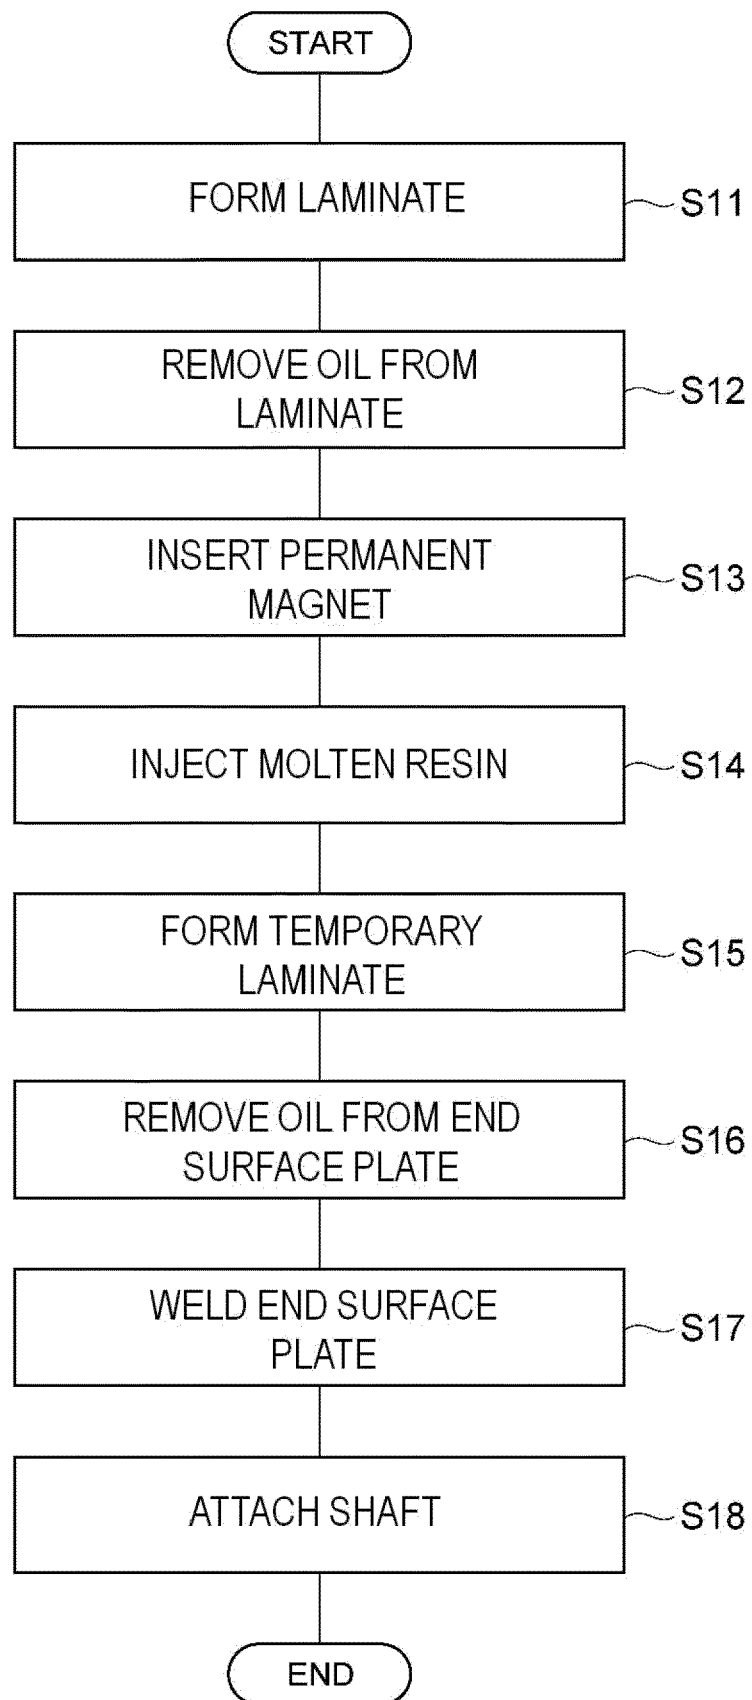 START
FORM LAMINATE
S11
REMOVE OIL FROM
LAMINATE
S12
INSERT PERMANENT
MAGNET
S13
INJECT MOLTEN RESIN
S14
FORM TEMPORARY
LAMINATE
S15
REMOVE OIL FROM END
SURFACE PLATE
S16
WELD END SURFACE
PLATE
S17
ATTACH SHAFT
S18
END